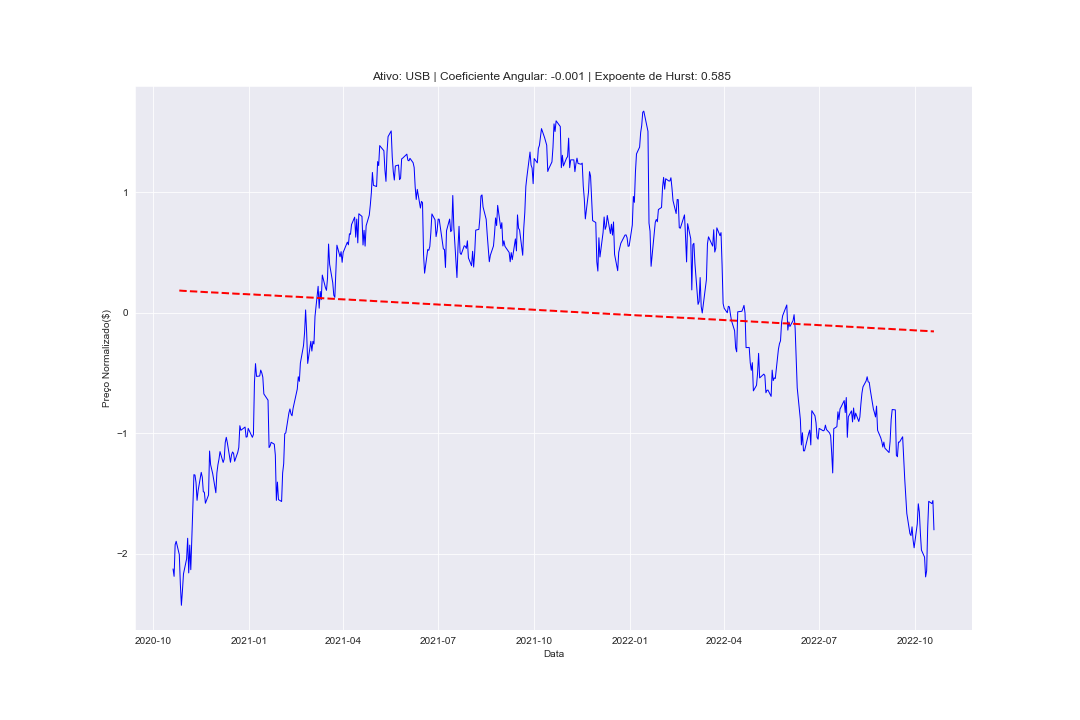 Ativo: USB | Coeficiente Angular: -0.001 | Expoente de Hurst: 0.585
Preço Normalizado($)
1
0
−1
−2
2020-10 2021-01 2021-04 2021-07 2021-10 2022-01 2022-04 2022-07 2022-10
Data